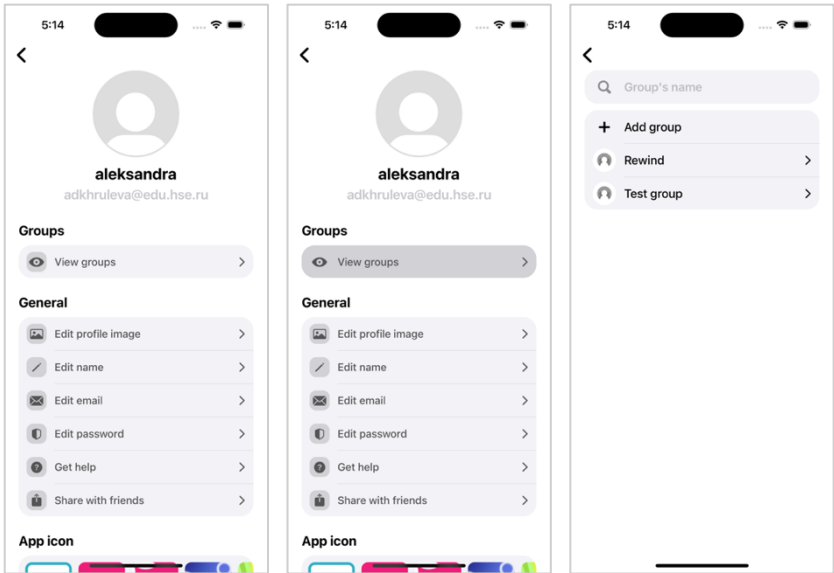 5:14
aleksandra
adkhruleva@edu.hse.ru
Groups
View groups
General
Edit profile image
Edit name
Edit email
Edit password
Get help
Share with friends
App icon
5:14
aleksandra
adkhruleva@edu.hse.ru
Groups
View groups
General
Edit profile image
Edit name
Edit email
Edit password
Get help
Share with friends
App icon
5:14
Group's name
Add group
Rewind
Test group